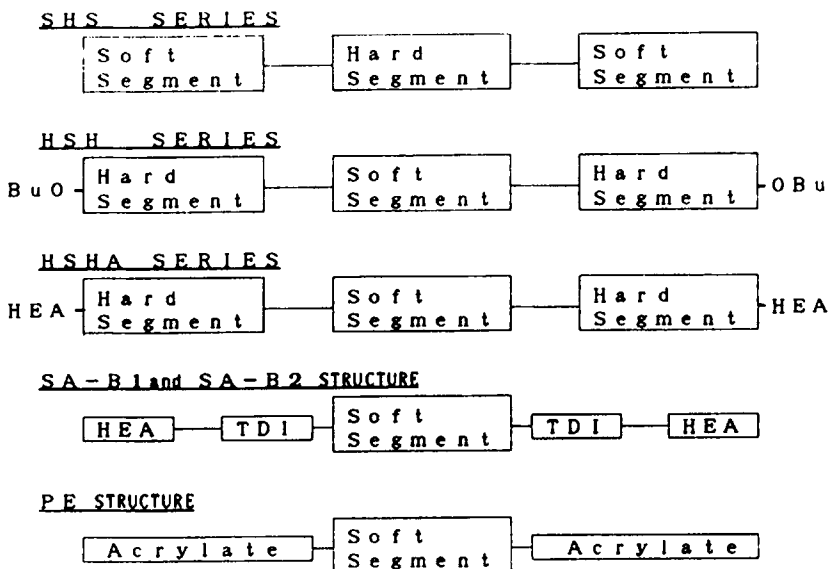 SHS SERIES
Soft Hard Soft
Segment Segment Segment
HSH SERIES
BuO Hard Soft Hard OBu
Segment Segment Segment
HSHA SERIES
HEA Hard Soft Hard HEA
Segment Segment Segment
SA-B1and SA-B2 STRUCTURE
HEA TDI Soft TDI HEA
Segment
PE STRUCTURE
Acrylate Soft Acrylate
Segment